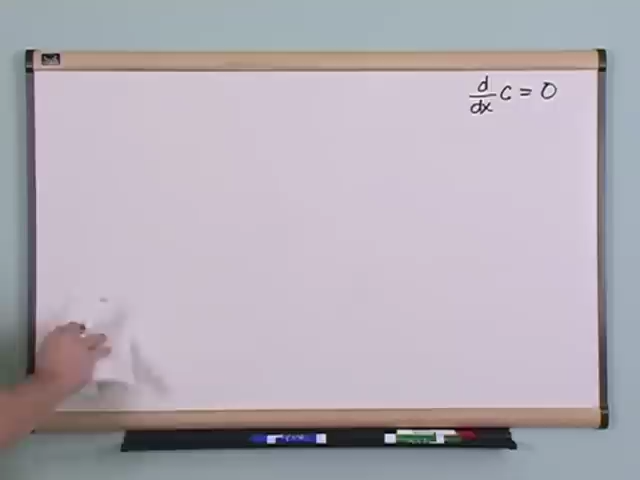 d/dx c = 0